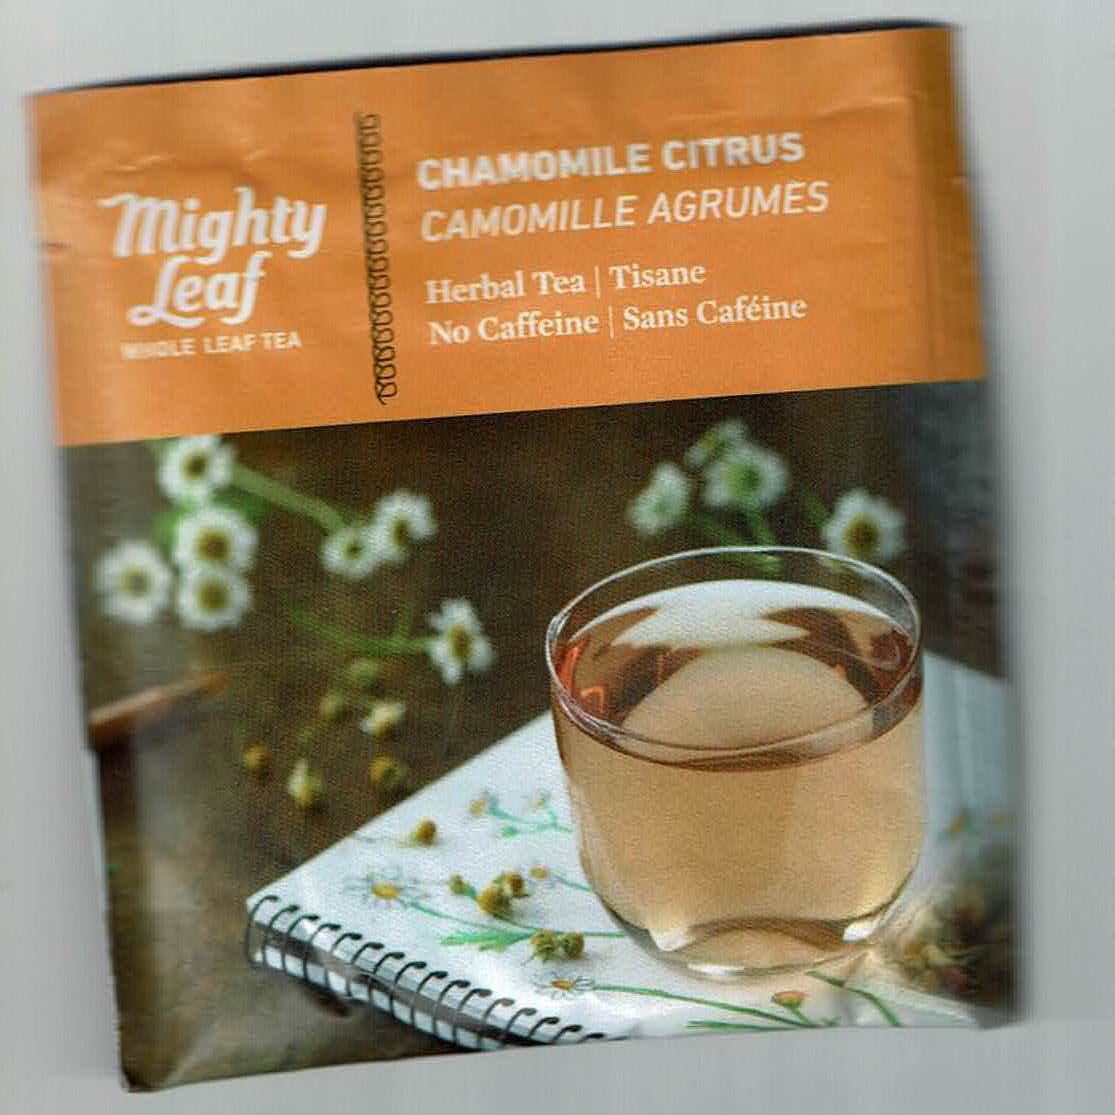 Mighty
Leaf
WHOLE LEAF TEA
CHAMOMILE CITRUS
CAMOMILLE AGRUMES
Herbal Tea | Tisane
No Caffeine | Sans Caféine